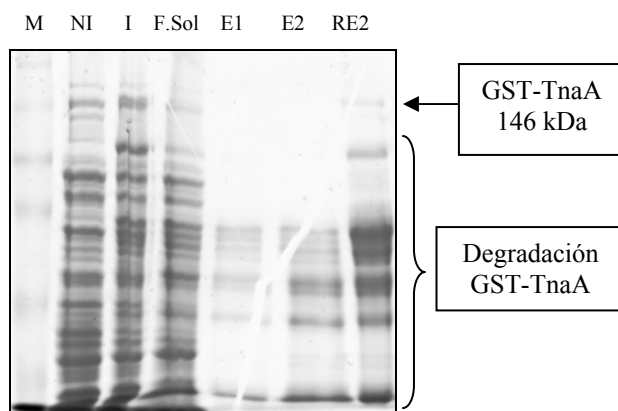 M NI I F.Sol E1 E2 RE2
GST-TnaA
146 kDa
Degradación
GST-TnaA